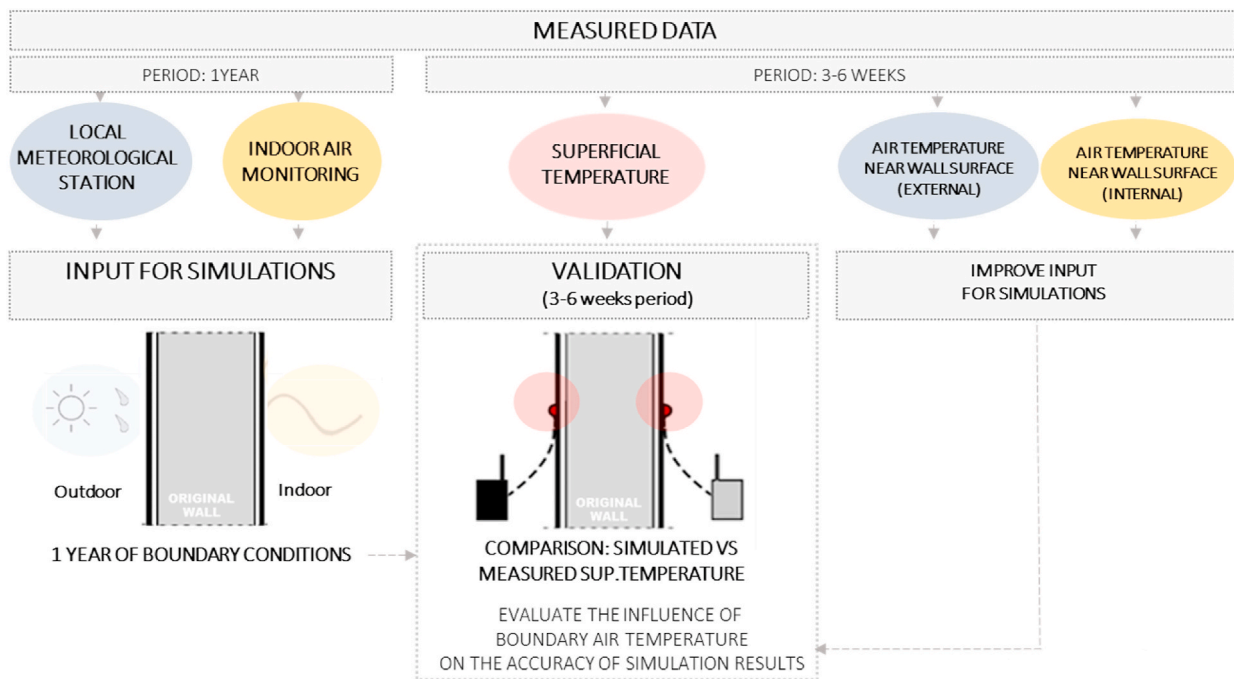 MEASURED DATA
PERIOD: 1YEAR
PERIOD: 3-6 WEEKS
LOCAL
METEOROLOGICAL
STATION
INDOOR AIR
MONITORING
SUPERFICIAL
TEMPERATURE
AIR TEMPERATURE
NEAR WALL SURFACE
(EXTERNAL)
AIR TEMPERATURE
NEAR WALL SURFACE
(INTERNAL)
INPUT FOR SIMULATIONS
VALIDATION
(3-6 weeks period)
IMPROVE INPUT
FOR SIMULATIONS
Outdoor
ORIGINAL
WALL
Indoor
ORIGINAL
WALL
1 YEAR OF BOUNDARY CONDITIONS
COMPARISON: SIMULATED VS
MEASURED SUP.TEMPERATURE
EVALUATE THE INFLUENCE OF
BOUNDARY AIR TEMPERATURE
ON THE ACCURACY OF SIMULATION RESULTS